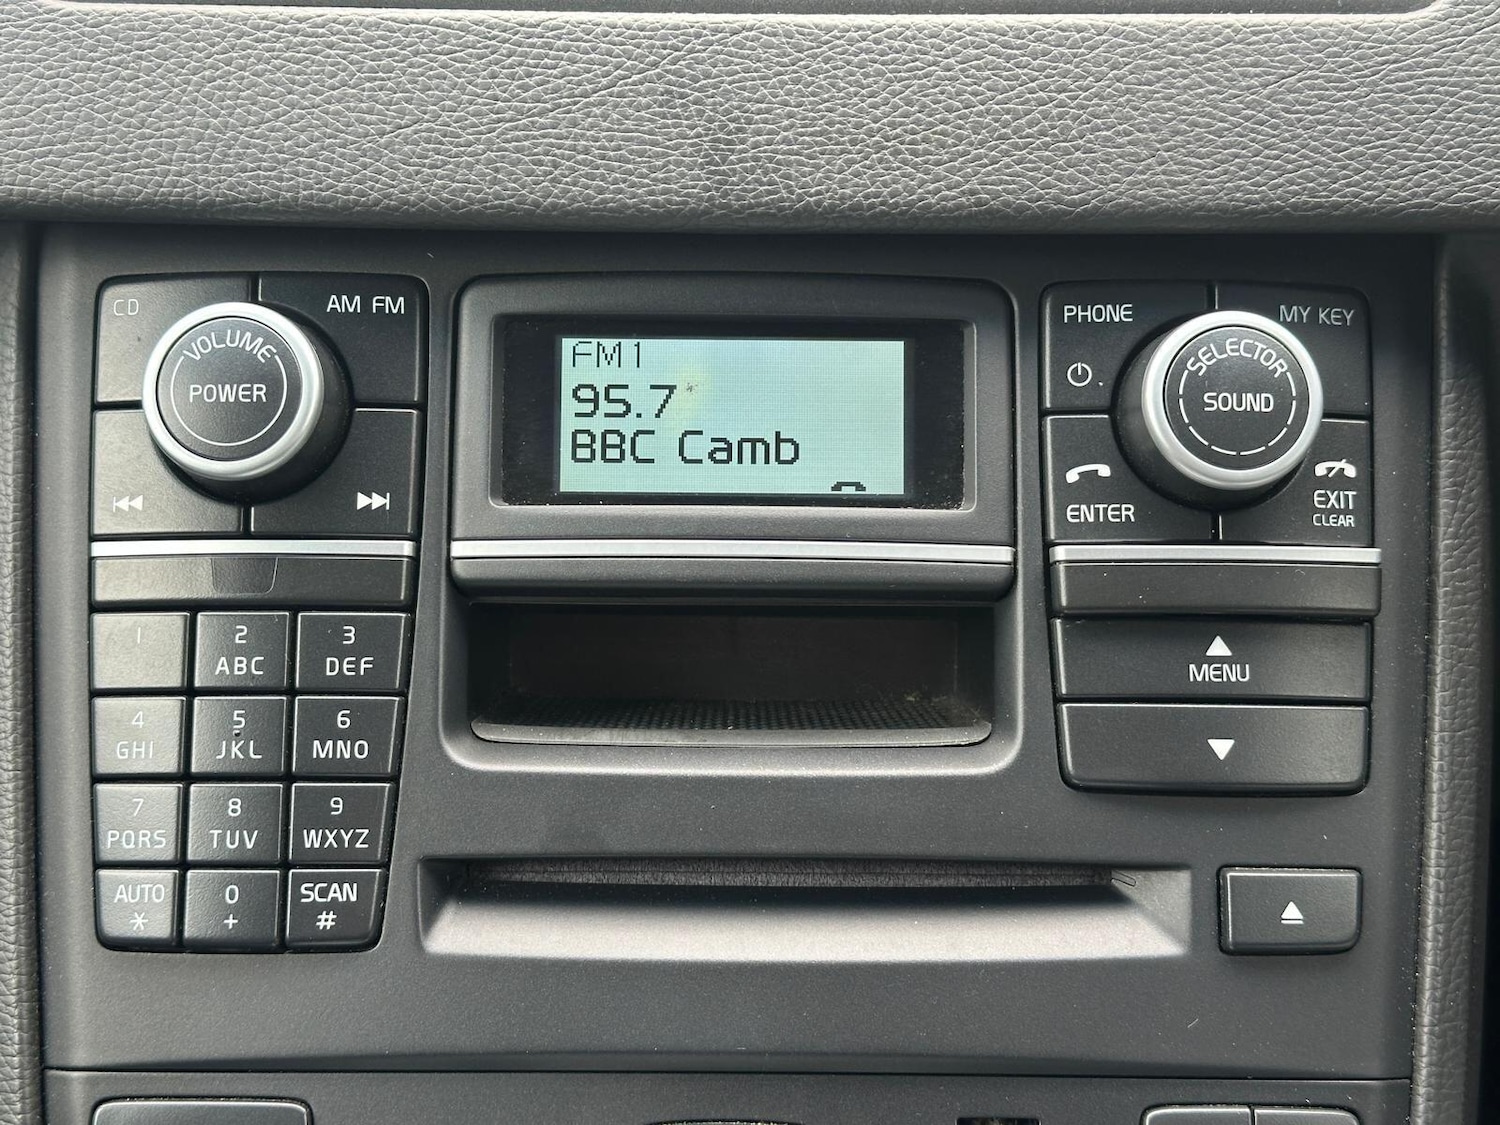 CD
AM FM
VOLUME
POWER
FM1
95.7
BBC Camb
PHONE
MY KEY
SELECTOR
SOUND
ENTER
EXIT
CLEAR
1
2
ABC
3
DEF
4
GHI
5
JKL
6
MNO
7
PQRS
8
TUV
9
WXYZ
AUTO
*
0
+
SCAN
#
MENU